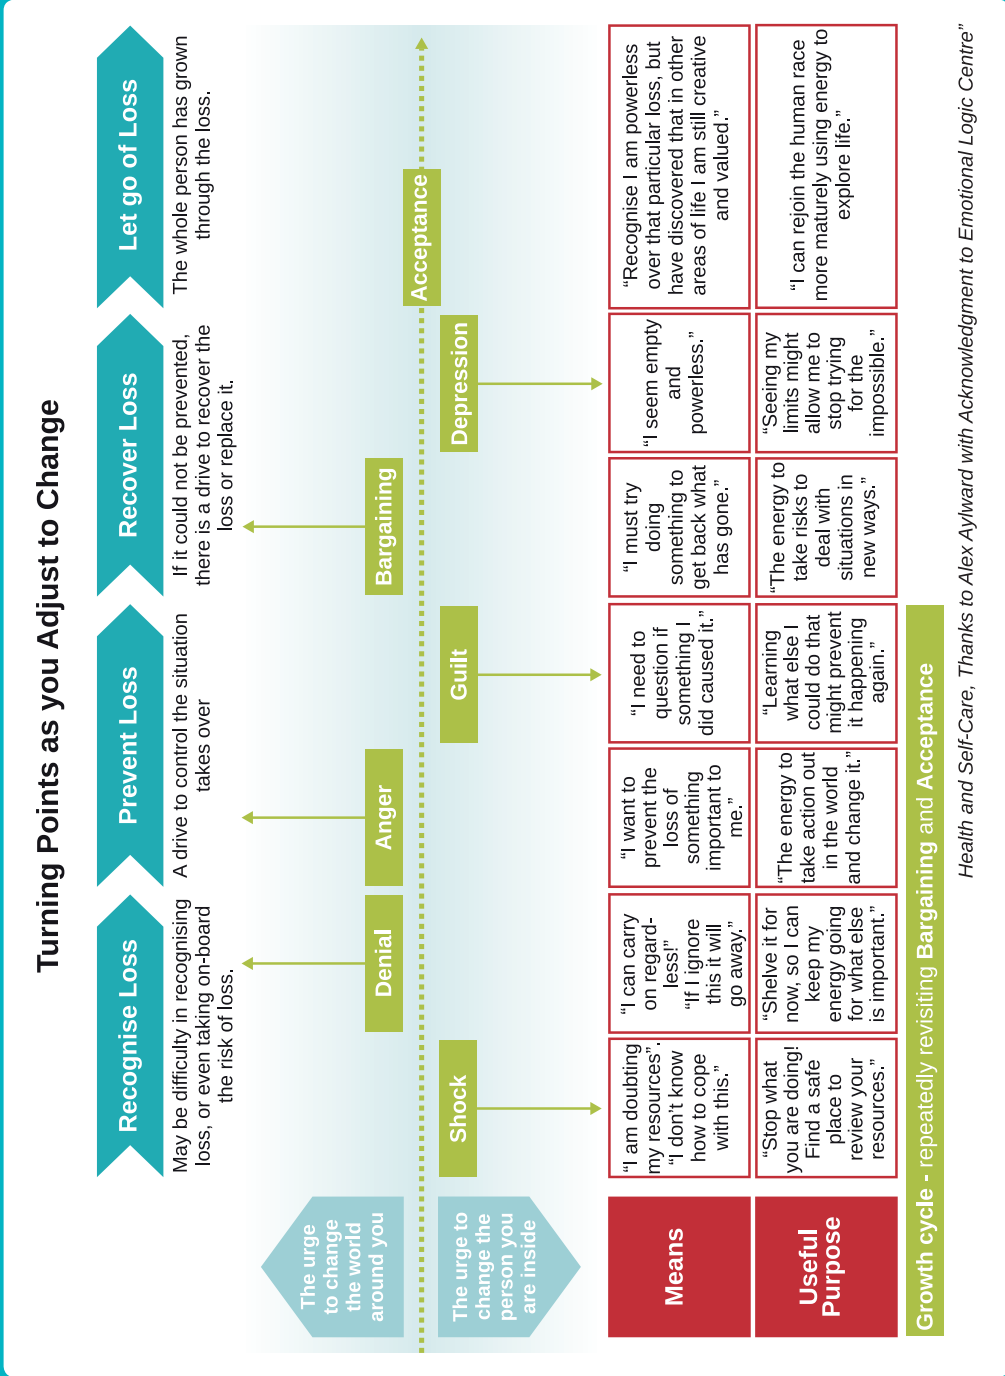 Turning Points as you Adjust to Change
Recognise Loss
Prevent Loss
Recover Loss
Let go of Loss
May be difficulty in recognising
loss, or even taking on-board
the risk of loss.
A drive to control the situation
takes over
If it could not be prevented,
there is a drive to recover the
loss or replace it.
The whole person has grown
through the loss.
The urge
to change
the world
around you
Denial
Anger
Bargaining
Acceptance
The urge to
change the
person you
are inside
Shock
Guilt
Depression
Means
“I am doubting
my resources”.
“I don't know
how to cope
with this.”
“I can carry
on regard-
less!”
“If I ignore
this it will
go away.”
“I want to
prevent the
loss of
something
important to
me.”
“I need to
question if
something I
did caused it.”
“I must try
doing
something to
get back what
has gone.”
“I seem empty
and
powerless.”
“Recognise I am powerless
over that particular loss, but
have discovered that in other
areas of life I am still creative
and valued.”
Useful
Purpose
“Stop what
you are doing!
Find a safe
place to
review your
resources.”
“Shelve it for
now, so I can
keep my
energy going
for what else
is important.”
“The energy to
take action out
in the world
and change it.”
“Learning
what else I
could do that
might prevent
it happening
again.”
“The energy to
take risks to
deal with
situations in
new ways.”
“Seeing my
limits might
allow me to
stop trying
for the
impossible.”
“I can rejoin the human race
more maturely using energy to
explore life.”
Growth cycle - repeatedly revisiting Bargaining and Acceptance
Health and Self-Care, Thanks to Alex Aylward with Acknowledgment to Emotional Logic Centre”